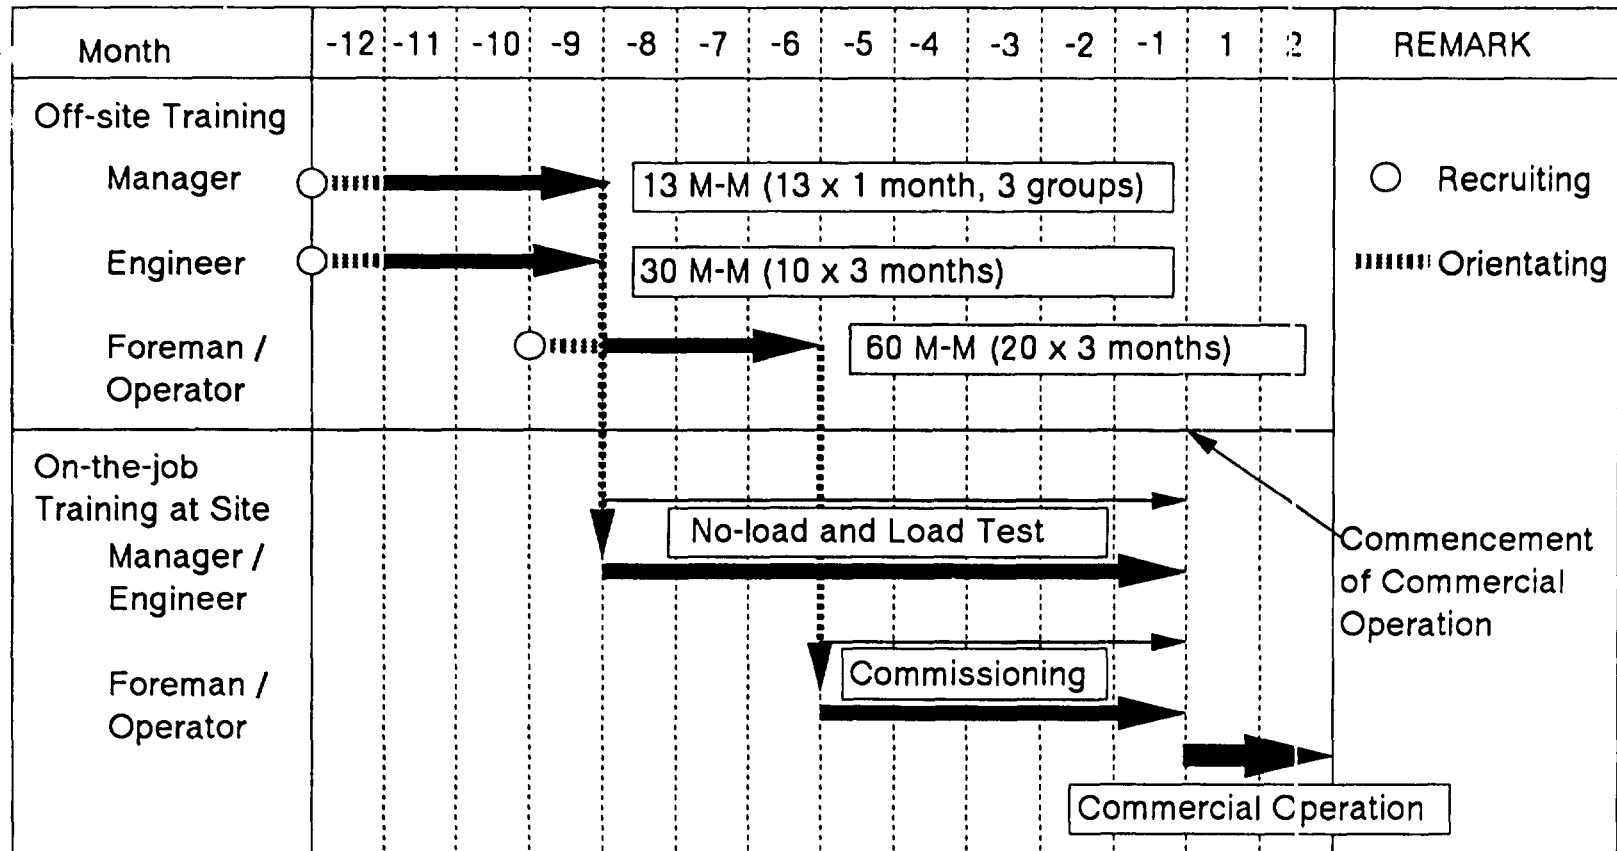 Month -12 -11 -10 -9 -8 -7 -6 -5 -4 -3 -2 -1 1 2 REMARK
Off-site Training
Manager 13 M-M (13 x 1 month, 3 groups) Recruiting
Engineer 30 M-M (10 x 3 months) Orientating
Foreman / 60 M-M (20 x 3 months)
Operator
On-the-job
Training at Site
No-load and Load Test
Manager /
Engineer
Commencement
of Commercial
Operation
Commissioning
Foreman /
Operator
Commercial Operation